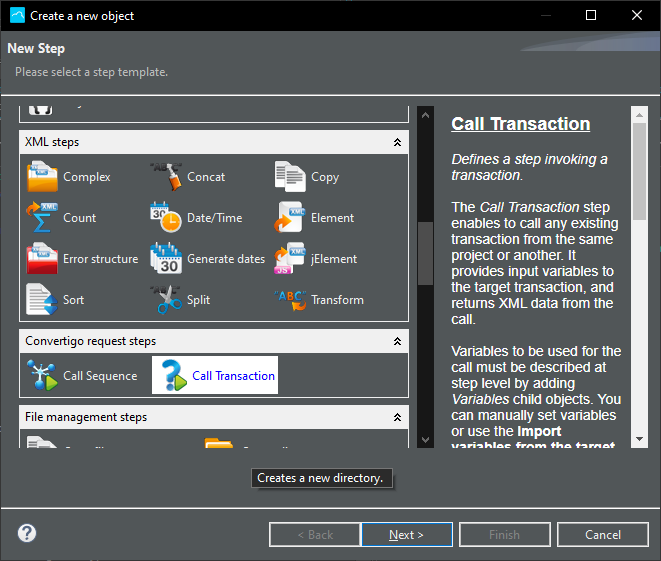 Create a new object
New Step
Please select a step template.
XML steps
Complex
Concat
Copy
Count
Date/Time
Element
Error structure
Generate dates
jElement
Sort
Split
Transform
Convertigo request steps
Call Sequence
Call Transaction
File management steps
Call Transaction
Defines a step invoking a
transaction.
The Call Transaction step
enables to call any existing
transaction from the same
project or another. It
provides input variables to
the target transaction, and
returns XML data from the
call.
Variables to be used for the
call must be described at
step level by adding
Variables child objects. You
can manually set variables
or use the Import
variables from the target
Creates a new directory.
< Back
Next >
Finish
Cancel